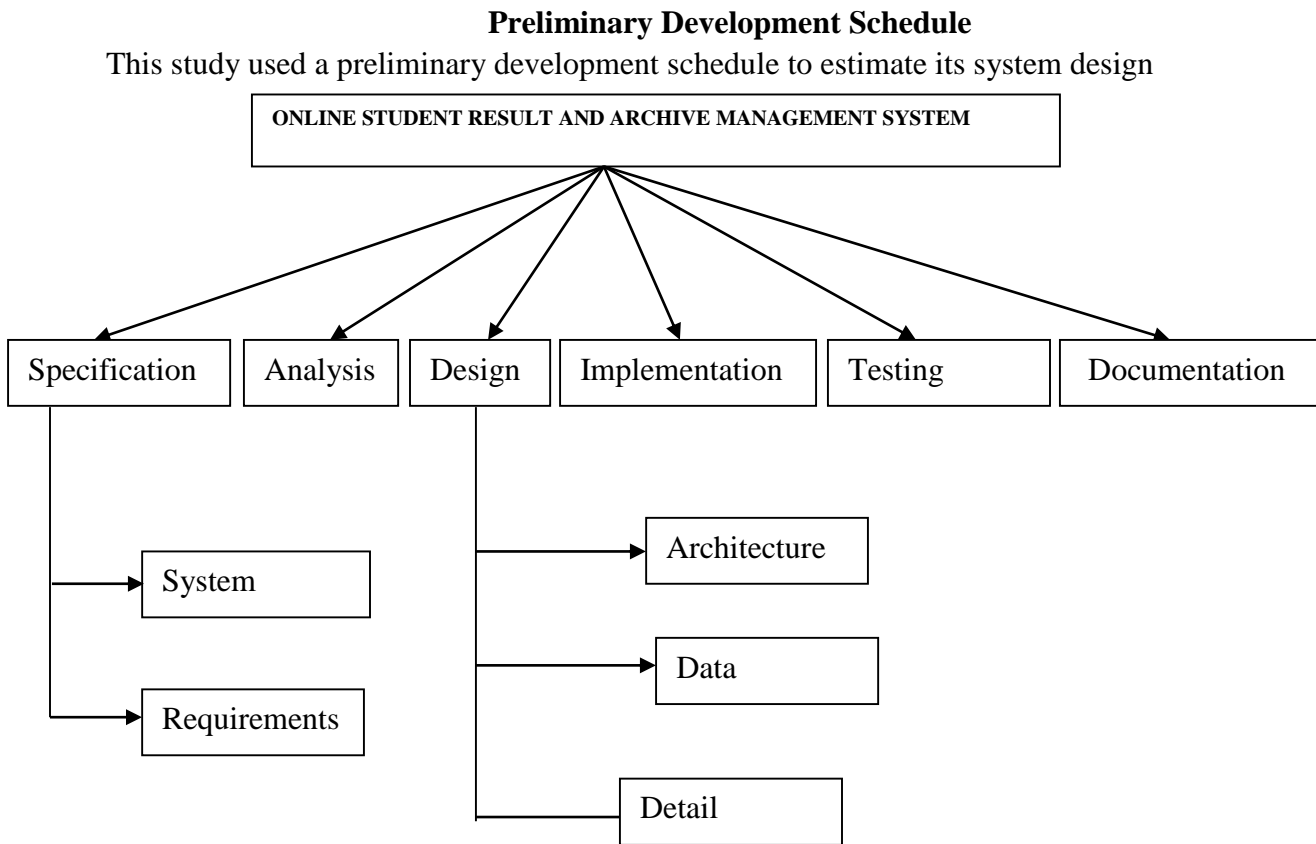 Preliminary Development Schedule
This study used a preliminary development schedule to estimate its system design
ONLINE STUDENT RESULT AND ARCHIVE MANAGEMENT SYSTEM
Specification
Analysis
Design
Implementation
Testing
Documentation
System
Requirements
Architecture
Data
Detail